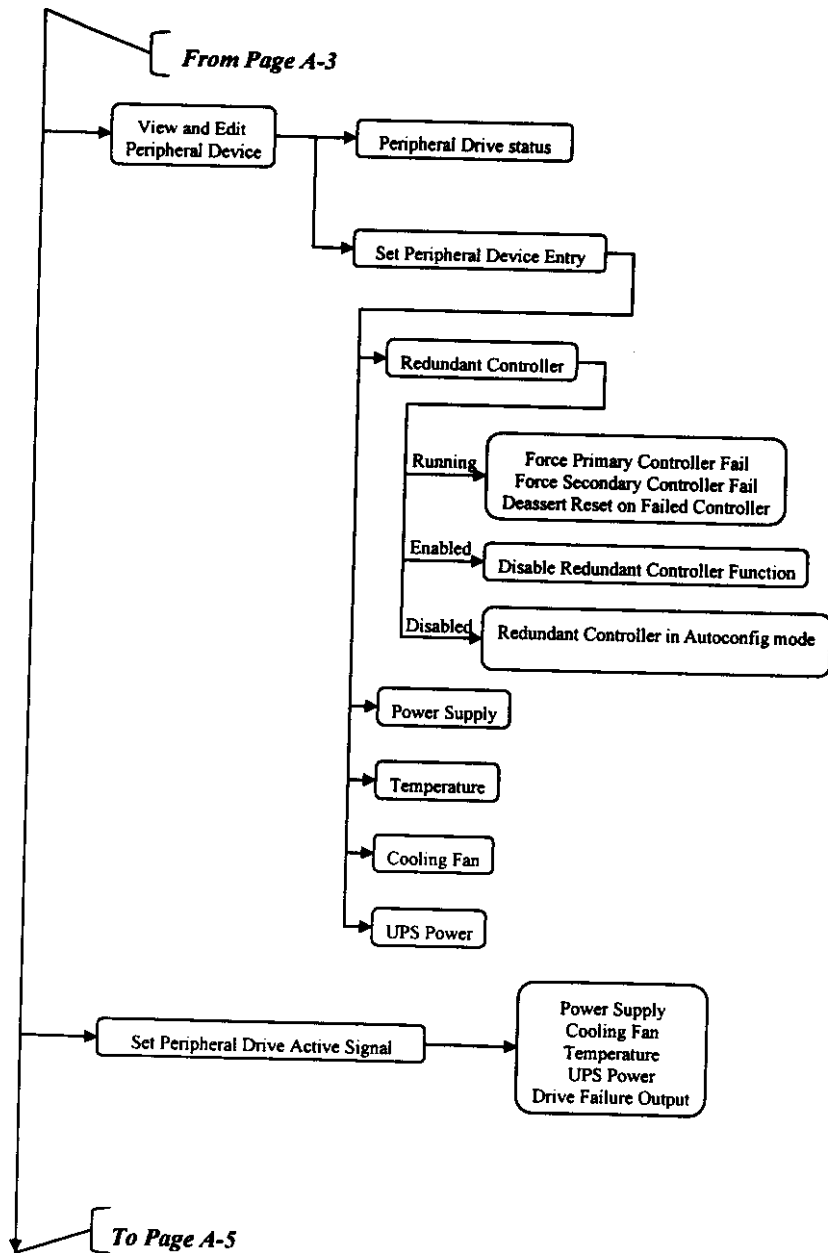 From Page A-3
View and Edit
Peripheral Device
Peripheral Drive status
Set Peripheral Device Entry
Redundant Controller
Running
Force Primary Controller Fail
Force Secondary Controller Fail
Deassert Reset on Failed Controller
Enabled
Disable Redundant Controller Function
Disabled
Redundant Controller in Autoconfig mode
Power Supply
Temperature
Cooling Fan
UPS Power
Set Peripheral Drive Active Signal
Power Supply
Cooling Fan
Temperature
UPS Power
Drive Failure Output
To Page A-5